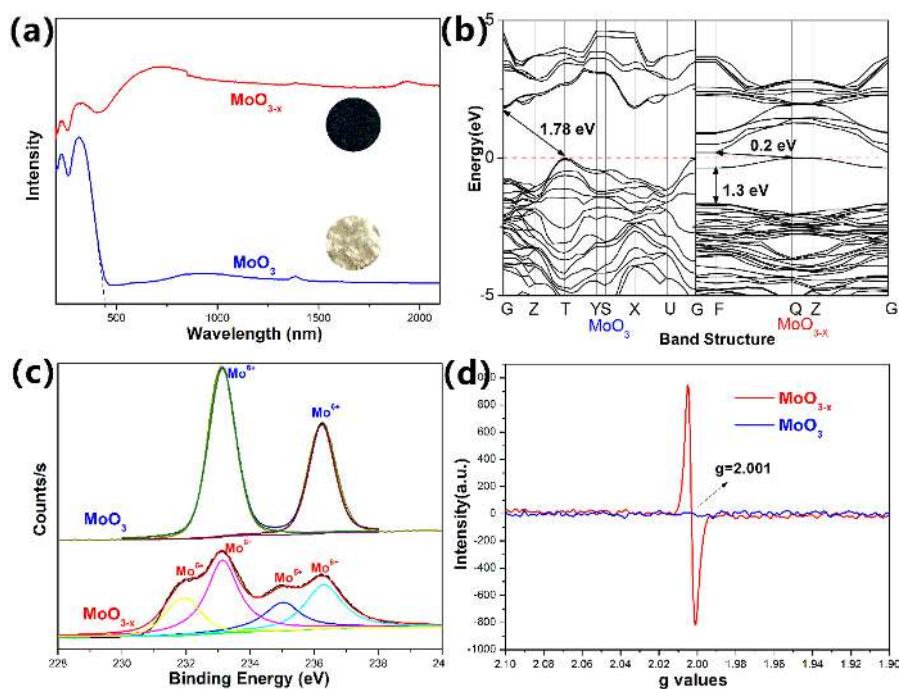 (a)
Intensity
MoO3-x
MoO3
500 1000 1500 2000
Wavelength (nm)
(b)
Energy(eV)
5
0
-5
1.78 eV
0.2 eV
1.3 eV
G Z T Y S X U G F Q Z G
MoO3 MoO3-X
Band Structure
(c)
Counts/s
Mo6+
Mo6+
MoO3
Mo5+ Mo6+ Mo5+ Mo6+
MoO3-x
228 230 232 234 236 238 24
Binding Energy (eV)
(d)
Intensity(a.u.)
800
600
400
200
0
-200
-400
-600
-800
-1000
MoO3-x
MoO3
g=2.001
2.10 2.08 2.06 2.04 2.02 2.00 1.98 1.96 1.94 1.92 1.90
g values